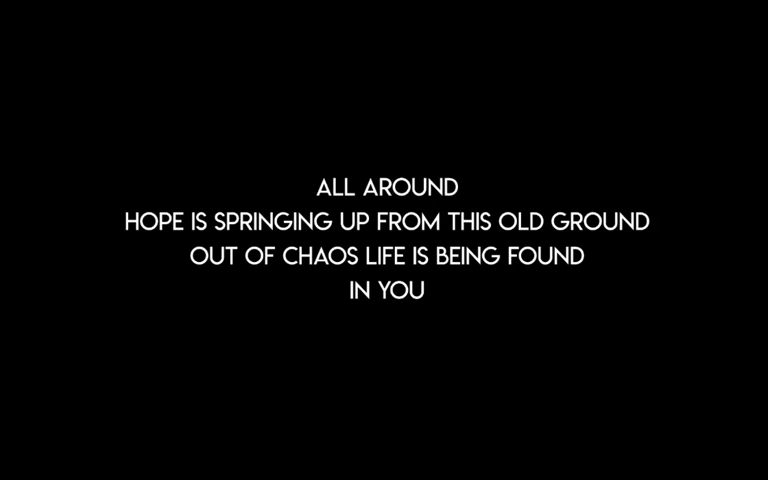 ALL AROUND
HOPE IS SPRINGING UP FROM THIS OLD GROUND
OUT OF CHAOS LIFE IS BEING FOUND
IN YOU